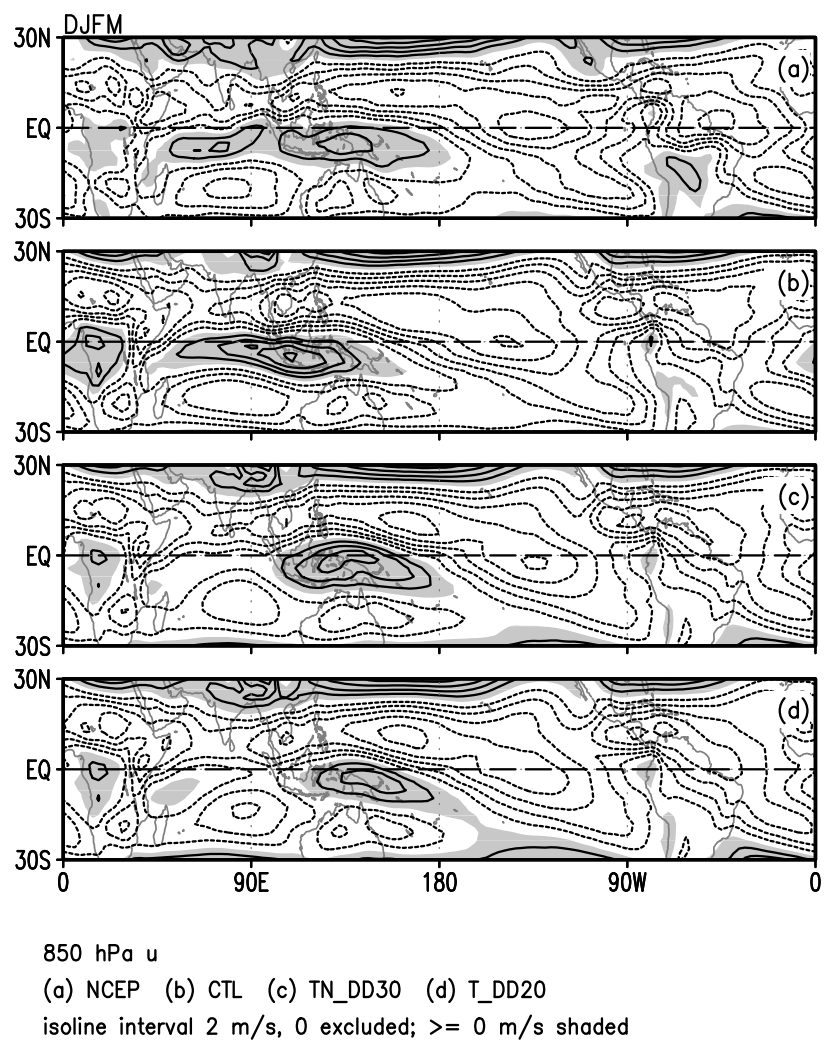 DJFM
30N
(a)
EQ
30S
30N
(b)
EQ
30S
30N
(c)
EQ
30S
30N
(d)
EQ
30S
0 90E 180 90W 0
850 hPa u
(a) NCEP (b) CTL (c) TN_DD30 (d) T_DD20
isoline interval 2 m/s, 0 excluded; >= 0 m/s shaded